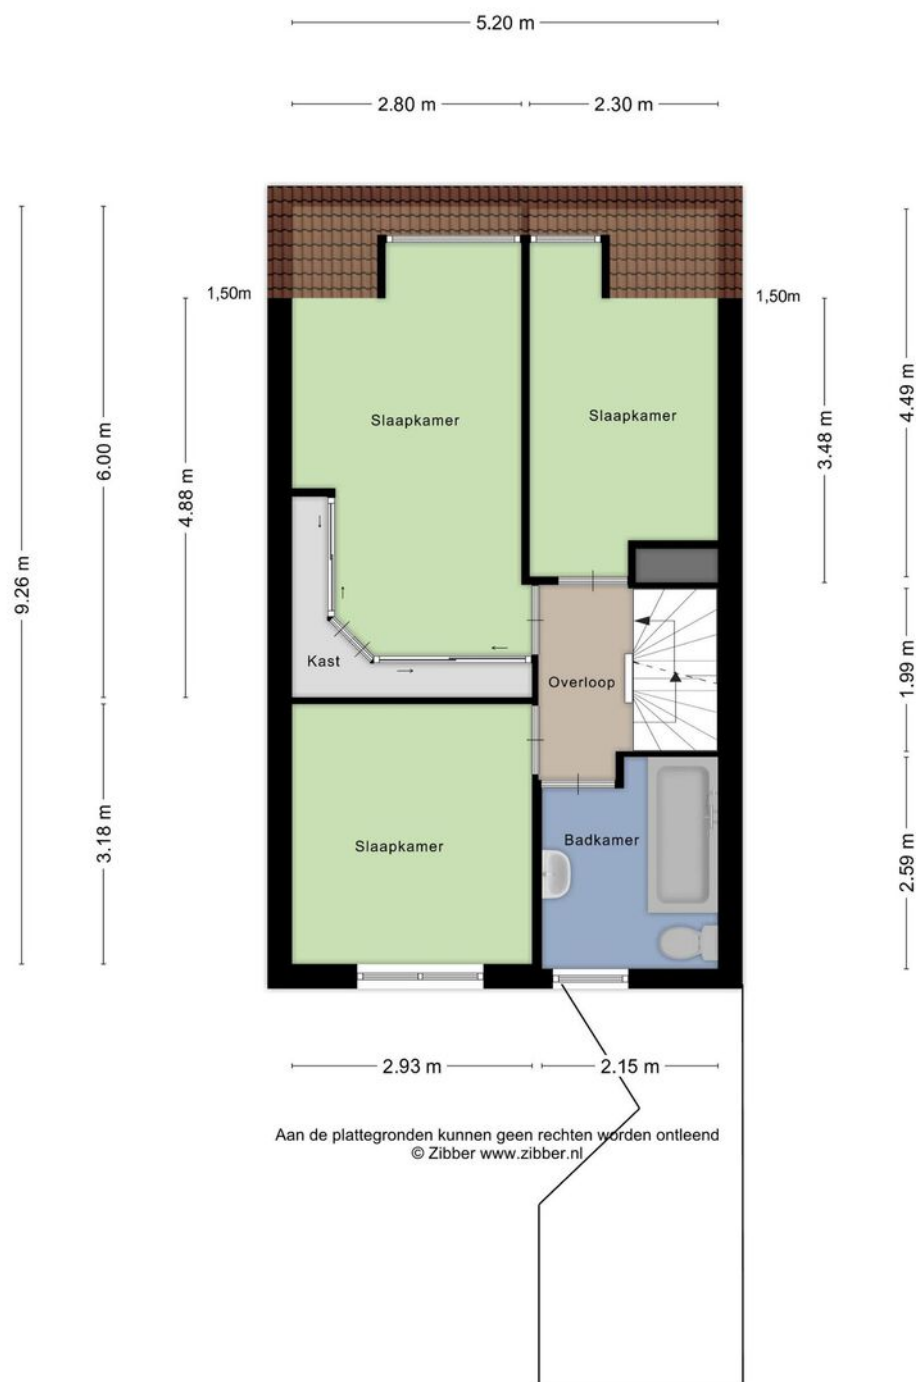 5.20 m
2.80 m
2.30 m
1,50m
1,50m
Slaapkamer
Slaapkamer
4.49 m
3.48 m
6.00 m
4.88 m
9.26 m
Kast
Overloop
1.99 m
3.18 m
Slaapkamer
Badkamer
2.59 m
2.93 m
2.15 m
Aan de plattegronden kunnen geen rechten worden ontleend
© Zibber www.zibber.nl